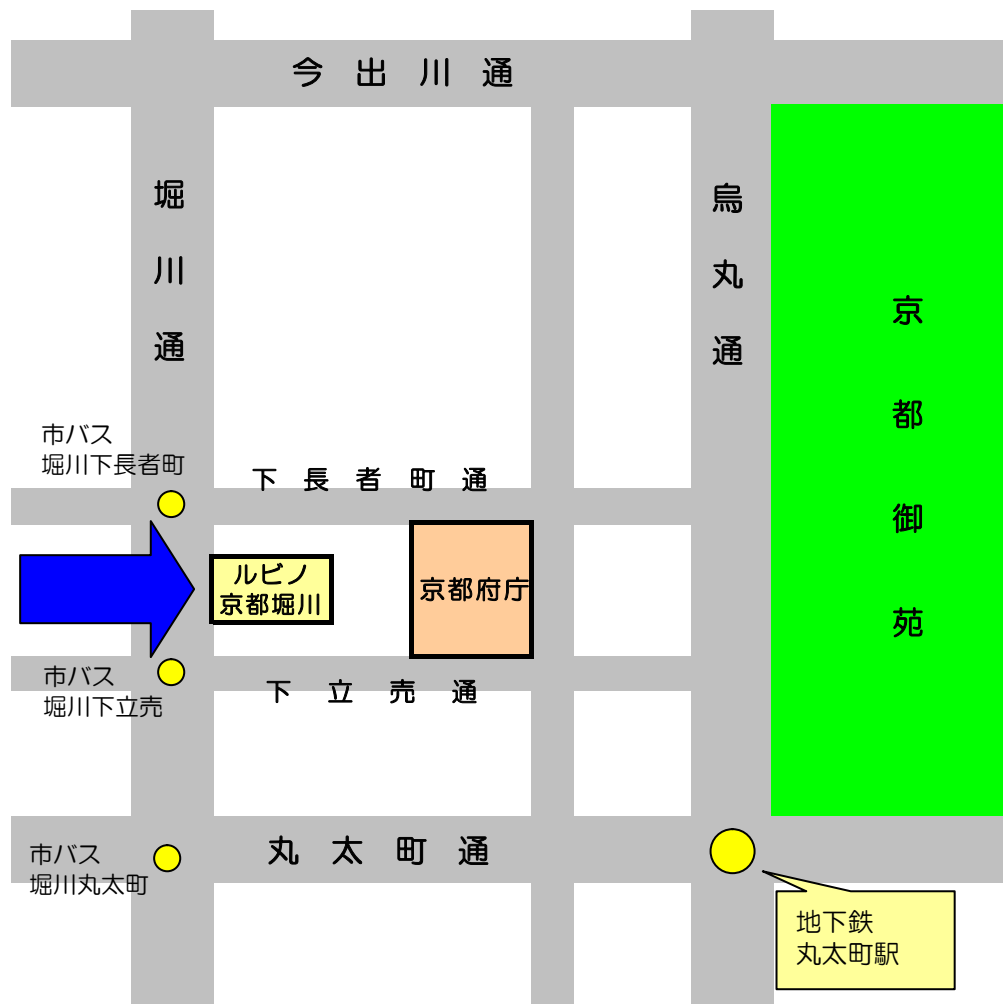 今出川通
堀川通
烏丸通
京都御苑
市バス
堀川下長者町
下長者町通
ルビノ
京都堀川
京都府庁
市バス
堀川下立売
下立売通
市バス
堀川丸太町
丸太町通
地下鉄
丸太町駅